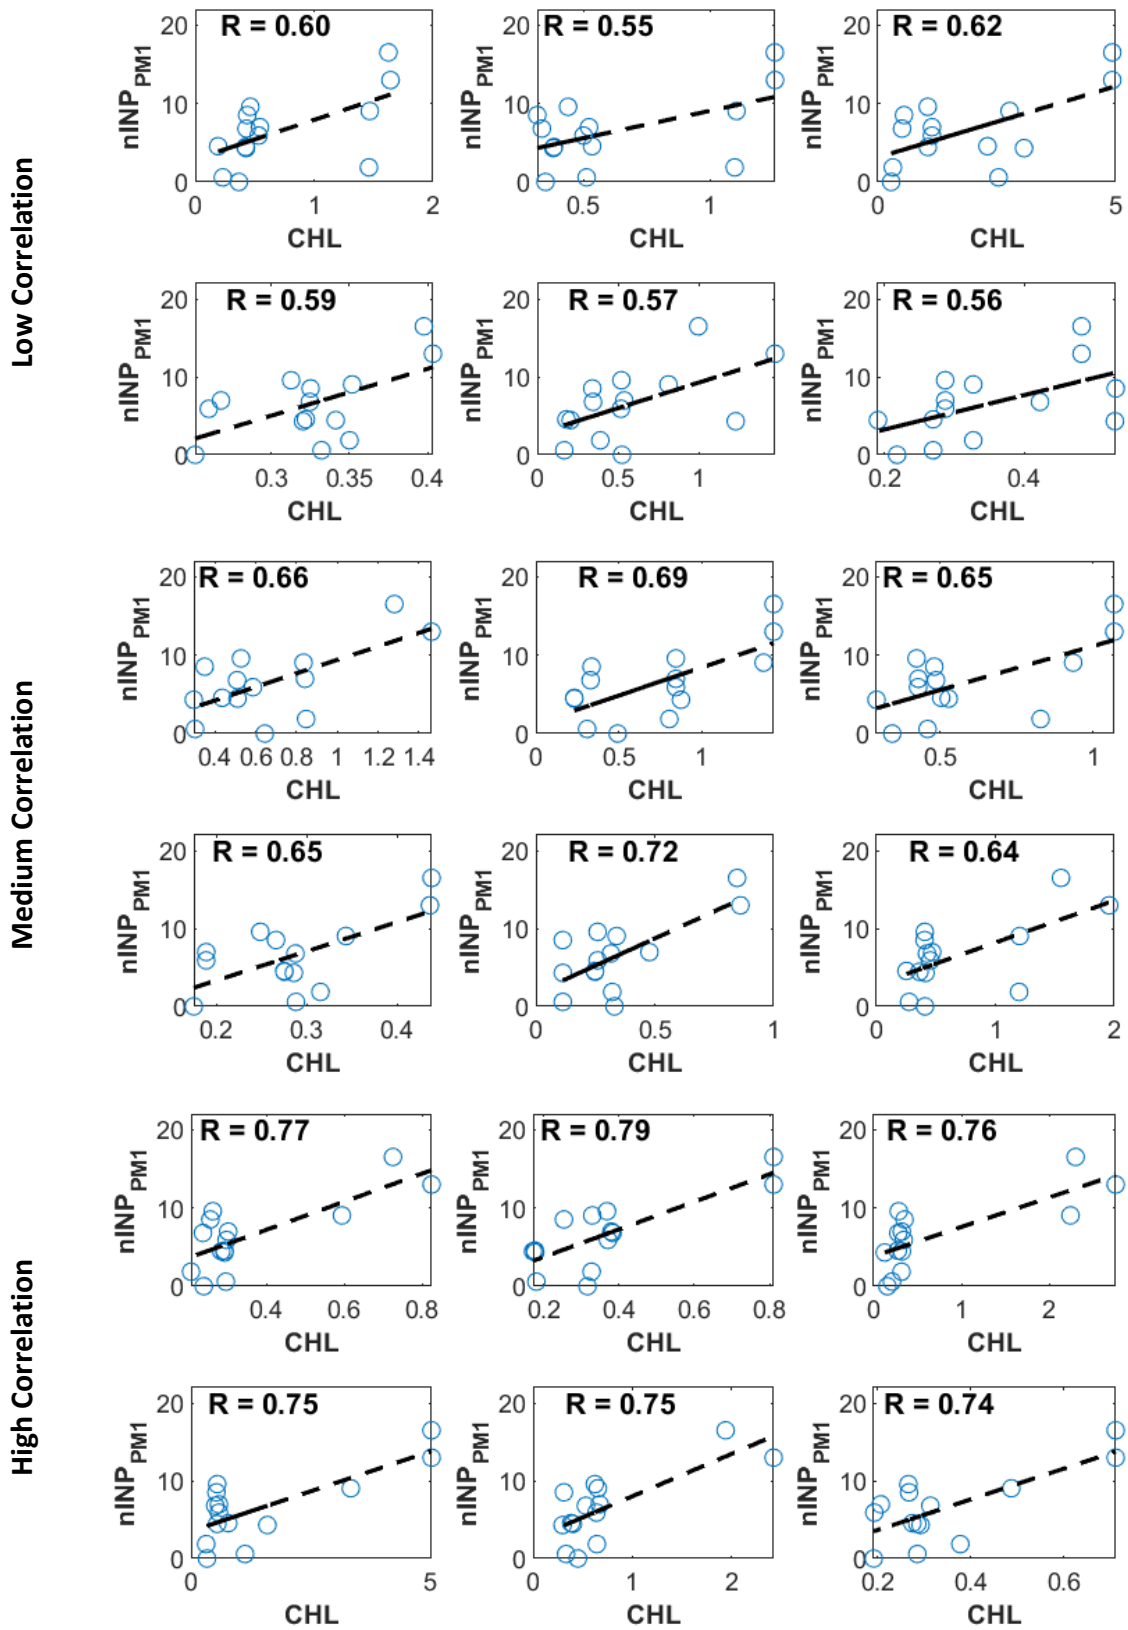 Low Correlation
R = 0.60
nINP_PM1
20
10
0
0 1 2
CHL
R = 0.55
nINP_PM1
20
10
0
0.5 1
CHL
R = 0.62
nINP_PM1
20
10
0
0 5
CHL
R = 0.59
nINP_PM1
20
10
0
0.3 0.35 0.4
CHL
R = 0.57
nINP_PM1
20
10
0
0 0.5 1
CHL
R = 0.56
nINP_PM1
20
10
0
0.2 0.4
CHL
Medium Correlation
R = 0.66
nINP_PM1
20
10
0
0.4 0.6 0.8 1 1.2 1.4
CHL
R = 0.69
nINP_PM1
20
10
0
0 1
CHL
R = 0.65
nINP_PM1
20
10
0
0.5 1
CHL
R = 0.65
nINP_PM1
20
10
0
0.2 0.3 0.4
CHL
R = 0.72
nINP_PM1
20
10
0
0 0.5 1
CHL
R = 0.64
nINP_PM1
20
10
0
0 1 2
CHL
High Correlation
R = 0.77
nINP_PM1
20
10
0
0.4 0.6 0.8
CHL
R = 0.79
nINP_PM1
20
10
0
0.2 0.4 0.6 0.8
CHL
R = 0.76
nINP_PM1
20
10
0
0 1 2
CHL
R = 0.75
nINP_PM1
20
10
0
0 5
CHL
R = 0.75
nINP_PM1
20
10
0
0 1 2
CHL
R = 0.74
nINP_PM1
20
10
0
0.2 0.4 0.6
CHL